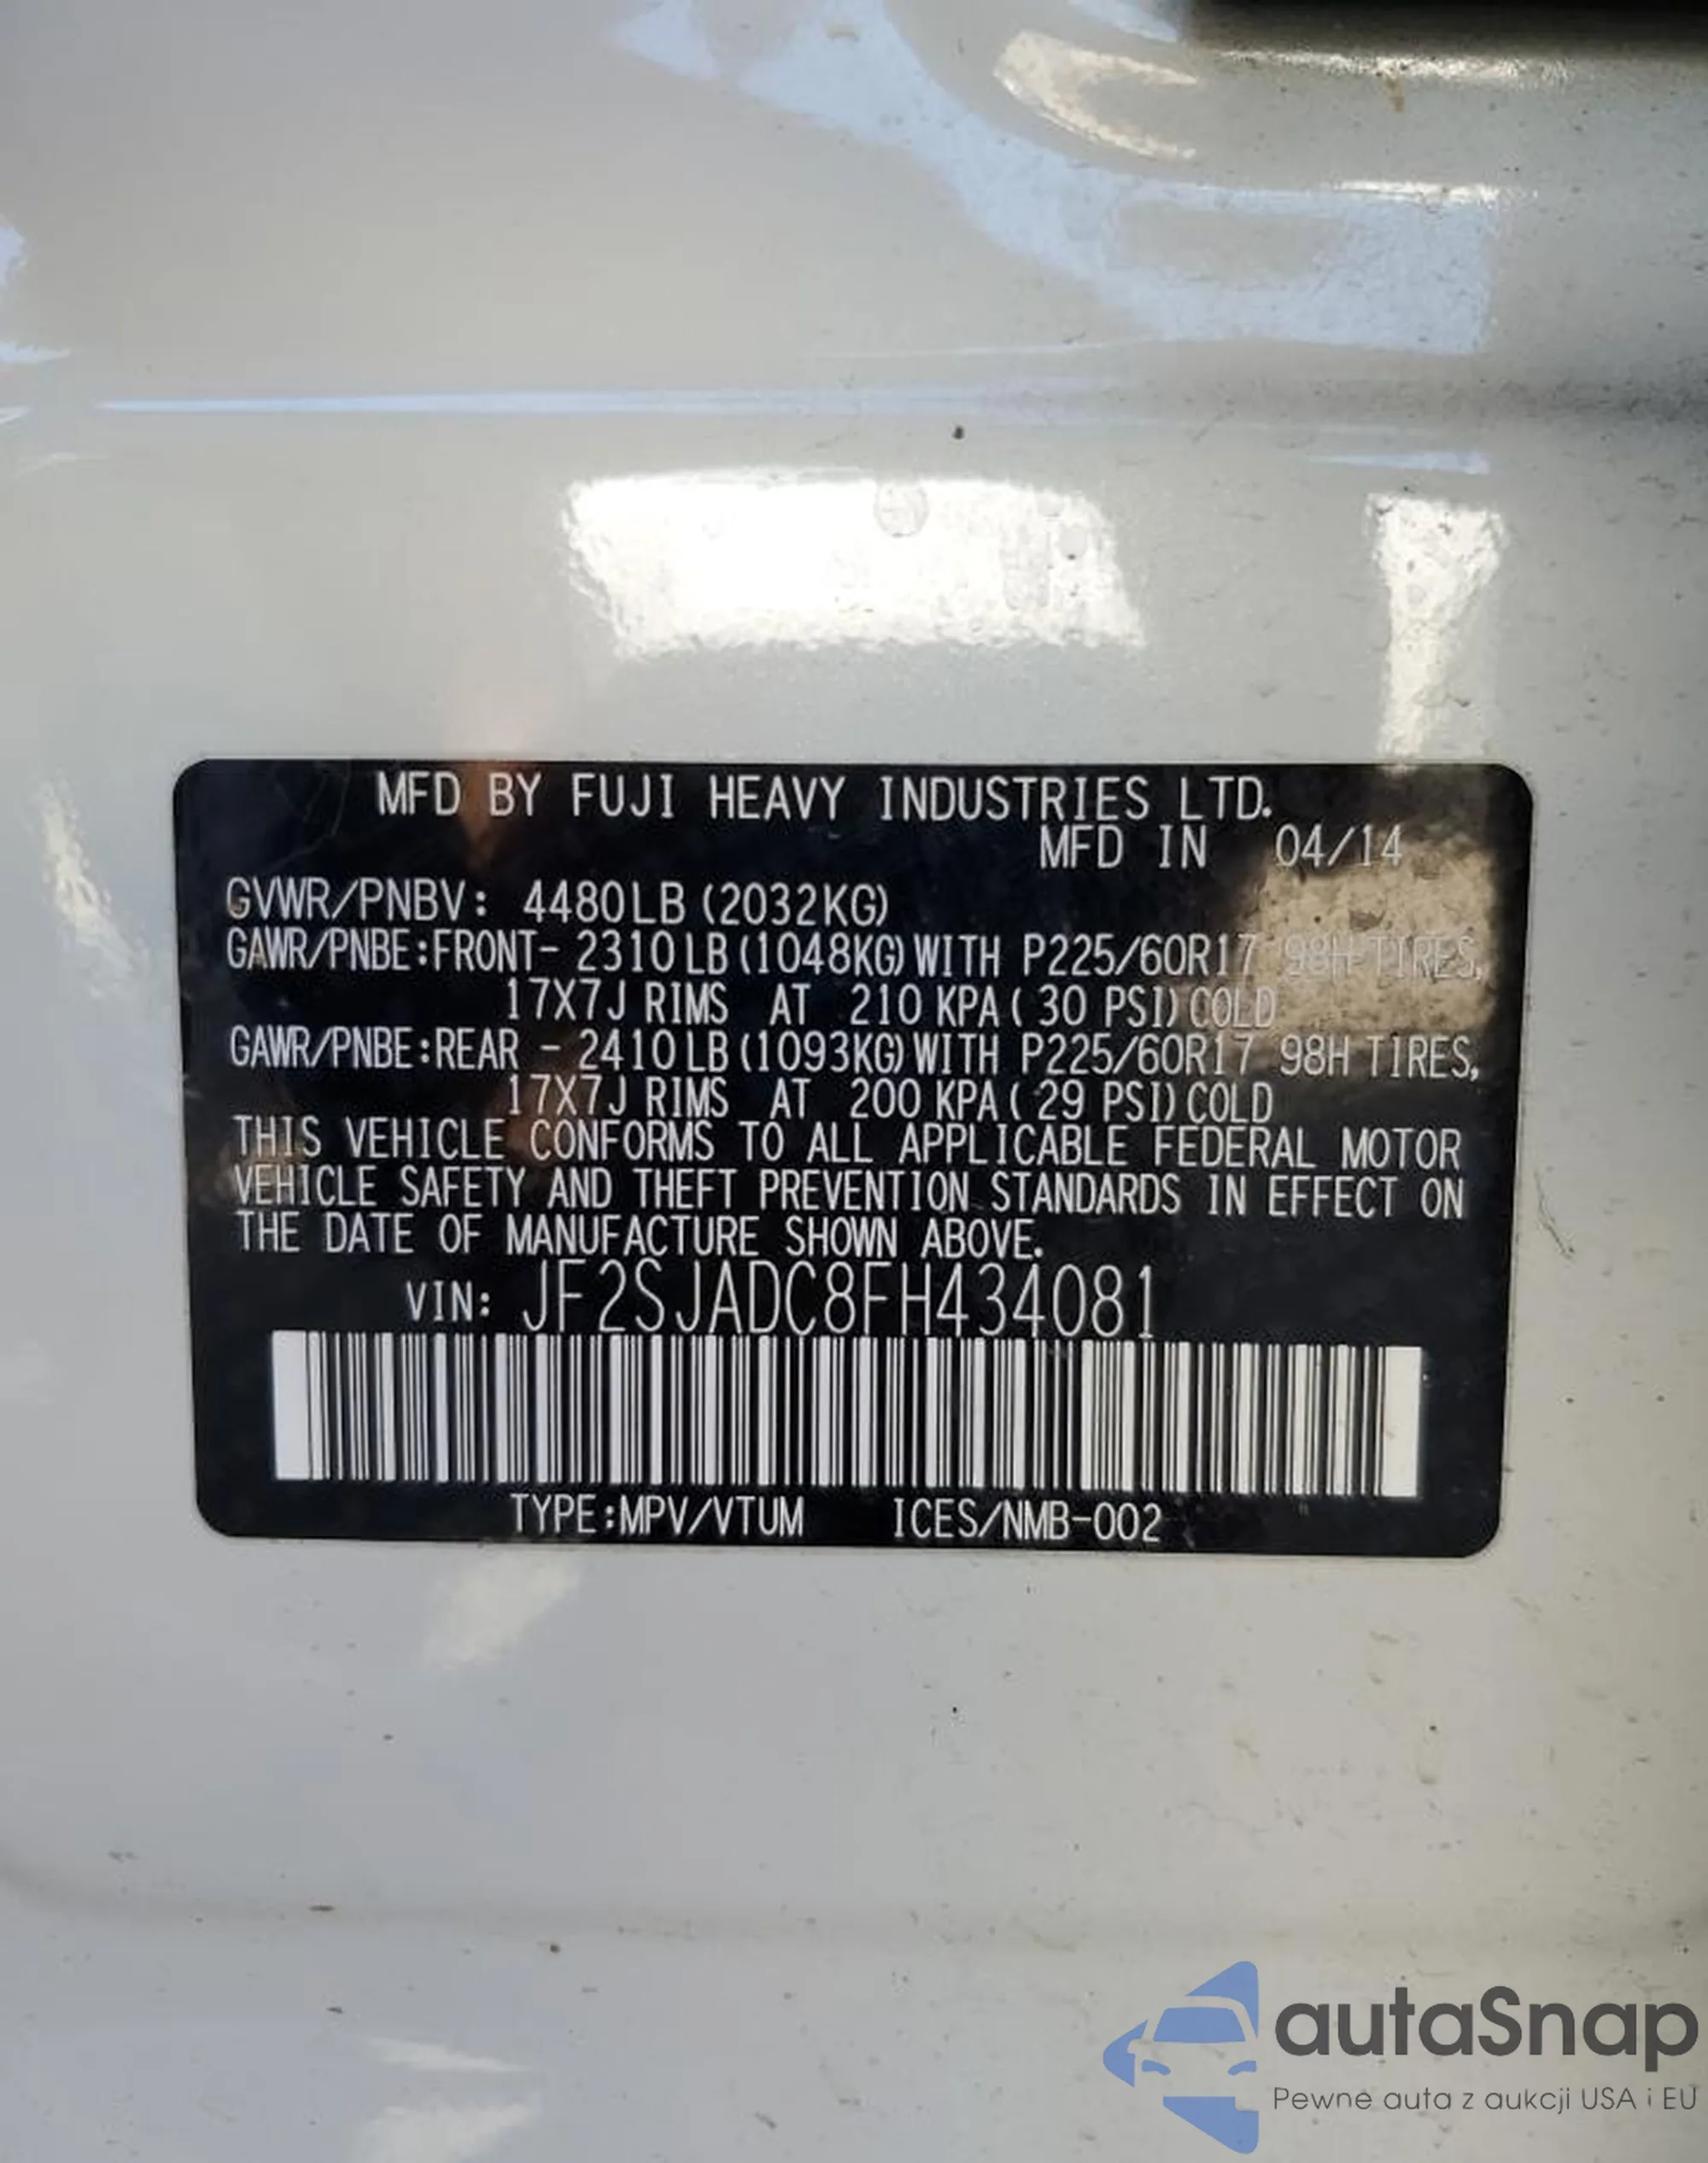 MFD BY FUJI HEAVY INDUSTRIES LTD.
MFD IN 04/14
GVWR/PNBV: 4480LB (2032KG)
GAWR/PNBE:FRONT- 2310LB(1048KG)WITH P225/60R17 98H TIRES,
17X7J RIMS AT 210 KPA( 30 PSI) COLD
GAWR/PNBE:REAR - 2410LB(1093KG)WITH P225/60R17 98H TIRES,
17X7J RIMS AT 200 KPA( 29 PSI) COLD
THIS VEHICLE CONFORMS TO ALL APPLICABLE FEDERAL MOTOR
VEHICLE SAFETY AND THEFT PREVENTION STANDARDS IN EFFECT ON
THE DATE OF MANUFACTURE SHOWN ABOVE.
VIN: JF2SJADC8FH434081
TYPE:MPV/VTUM ICES/NMB-002
autaSnap
Pewne auta z aukcji USA i EU